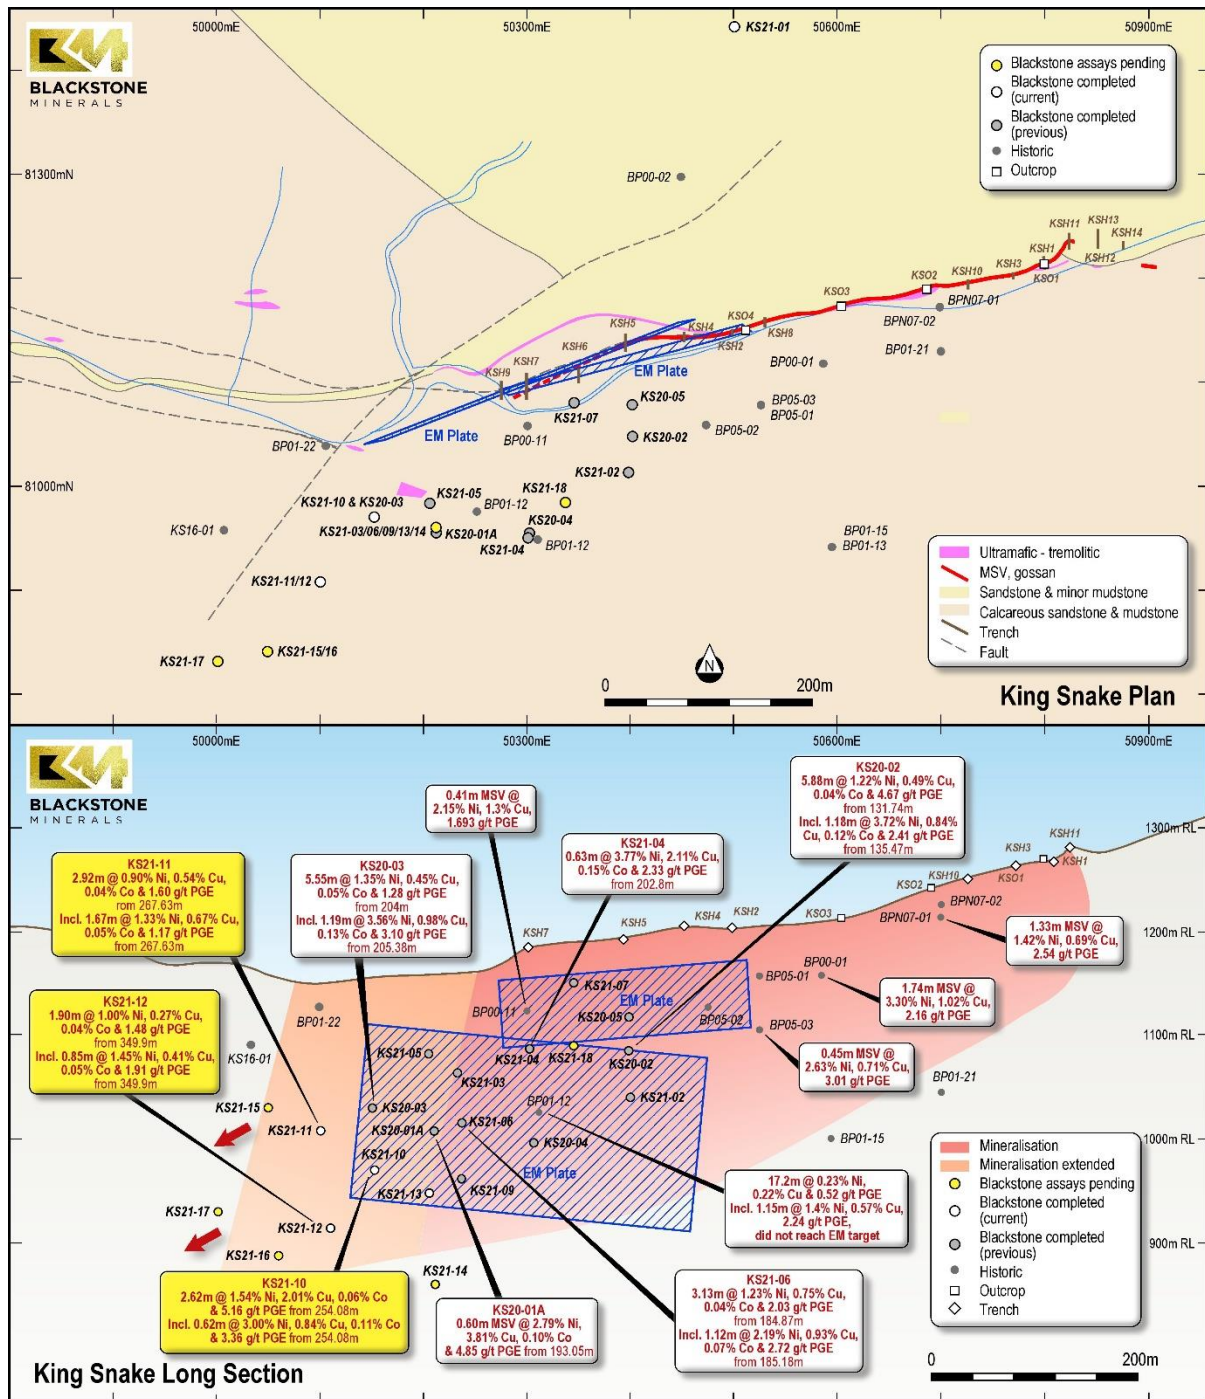 50000mE
50300mE
50600mE
50900mE
BLACKSTONE
MINERALS
KS21-01
Blackstone assays pending
Blackstone completed
(current)
Blackstone completed
(previous)
Historic
Outcrop
81300mN
BP00-02
KSH11
KSH13
KSH14
KSH1
KSH12
KSH3
KSO1
KSO2
KSH10
BPN07-01
KSO3
BPN07-02
KSO4
KSH8
KSH5
KSH4
KSH2
KSH6
KSH7
KSH9
BP01-21
BP00-01
EM Plate
KS20-05
BP05-03
BP05-01
KS21-07
EM Plate
BP00-11
BP05-02
KS20-02
BP01-22
KS21-02
81000mN
KS21-10 & KS20-03
KS21-05
KS21-18
BP01-12
KS16-01
KS21-03/06/09/13/14
KS20-01A
KS20-04
KS21-04
BP01-12
BP01-15
BP01-13
KS21-11/12
KS21-17
KS21-15/16
Ultramafic - tremolitic
MSV, gossan
Sandstone & minor mudstone
Calcareous sandstone & mudstone
Trench
Fault
N
0
200m
King Snake Plan
50000mE
50300mE
50600mE
50900mE
BLACKSTONE
MINERALS
KS20-02
5.88m @ 1.22% Ni, 0.49% Cu,
0.04% Co & 4.67 g/t PGE
from 131.74m
Incl. 1.18m @ 3.72% Ni, 0.84%
Cu, 0.12% Co & 2.41 g/t PGE
from 135.47m
0.41m MSV @
2.15% Ni, 1.3% Cu,
1.693 g/t PGE
KS21-04
0.63m @ 3.77% Ni, 2.11% Cu,
0.15% Co & 2.33 g/t PGE
from 202.8m
KS21-11
2.92m @ 0.90% Ni, 0.54% Cu,
0.04% Co & 1.60 g/t PGE
rom 267.63m
Incl. 1.67m @ 1.33% Ni, 0.67% Cu,
0.05% Co & 1.17 g/t PGE
from 267.63m
KS20-03
5.55m @ 1.35% Ni, 0.45% Cu,
0.05% Co & 1.28 g/t PGE
from 204m
Incl. 1.19m @ 3.56% Ni, 0.98% Cu,
0.13% Co & 3.10 g/t PGE
from 205.38m
1300m RL
KSH11
KSH3
KSH1
KSO1
KSH10
KSO2
BPN07-02
BPN07-01
KSO3
KSH2
KSH4
KSH5
KSH7
1200m RL
1.33m MSV @
1.42% Ni, 0.69% Cu,
2.54 g/t PGE
KS21-12
1.90m @ 1.00% Ni, 0.27% Cu,
0.04% Co & 1.48 g/t PGE
from 349.9m
Incl. 0.85m @ 1.45% Ni, 0.41% Cu,
0.05% Co & 1.91 g/t PGE
from 349.9m
BP00-01
BP05-01
1.74m MSV @
3.30% Ni, 1.02% Cu,
2.16 g/t PGE
KS21-07
EM Plate
BP00-11
BP01-22
KS20-05
BP05-02
BP05-03
1100m RL
0.45m MSV @
2.63% Ni, 0.71% Cu,
3.01 g/t PGE
KS16-01
KS21-05
KS21-04
KS21-18
KS20-02
KS21-03
BP01-21
KS21-02
KS21-15
KS20-03
BP01-12
KS21-11
KS20-01A
KS21-06
KS20-04
BP01-15
1000m RL
KS21-10
EM Plate
KS21-09
KS21-13
KS21-17
KS21-12
KS21-16
900m RL
17.2m @ 0.23% Ni,
0.22% Cu & 0.52 g/t PGE
Incl. 1.15m @ 1.4% Ni, 0.57% Cu,
2.24 g/t PGE,
did not reach EM target
KS21-14
KS21-10
2.62m @ 1.54% Ni, 2.01% Cu, 0.06% Co
& 5.16 g/t PGE from 254.08m
Incl. 0.62m @ 3.00% Ni, 0.84% Cu, 0.11% Co
& 3.36 g/t PGE from 254.08m
KS20-01A
0.60m MSV @ 2.79% Ni,
3.81% Cu, 0.10% Co
& 4.85 g/t PGE from 193.05m
KS21-06
3.13m @ 1.23% Ni, 0.75% Cu,
0.04% Co & 2.03 g/t PGE
from 184.87m
Incl. 1.12m @ 2.19% Ni, 0.93% Cu,
0.07% Co & 2.72 g/t PGE
from 185.18m
Mineralisation
Mineralisation extended
Blackstone assays pending
Blackstone completed
(current)
Blackstone completed
(previous)
Historic
Outcrop
Trench
0
200m
King Snake Long Section